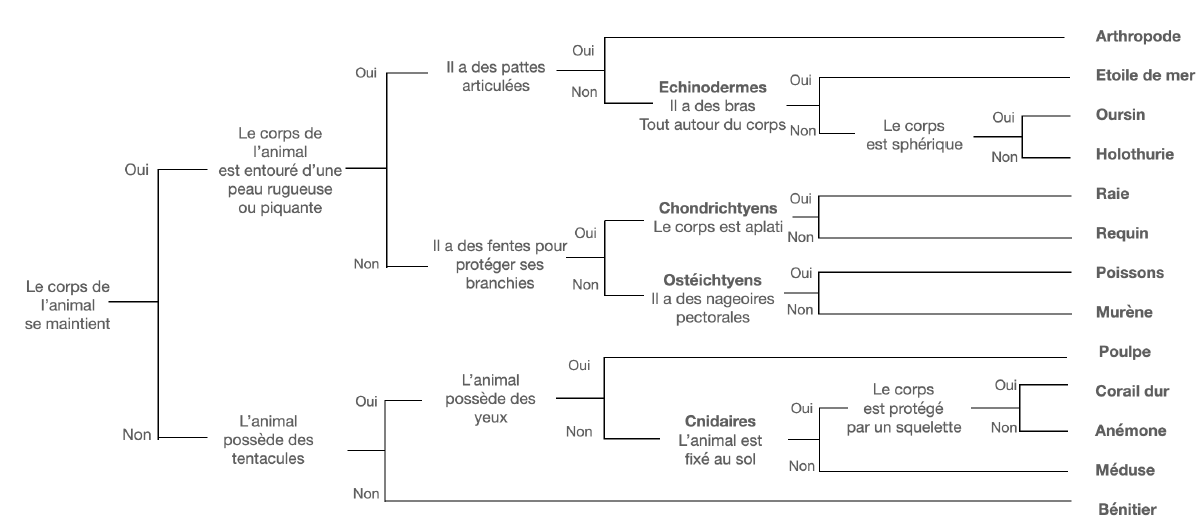 Le corps de
l'animal
se maintient
Oui
Non
Le corps de
l'animal
est entouré d'une
peau rugueuse
ou piquante
Oui
Non
Il a des pattes
articulées
Oui
Non
Arthropode
Echinodermes
Il a des bras
Tout autour du corps
Oui
Non
Etoile de mer
Le corps
est sphérique
Oui
Non
Oursin
Holothurie
Il a des fentes pour
protéger ses
branchies
Oui
Non
Chondrichtyens
Le corps est aplati
Oui
Non
Raie
Requin
Ostéichtyens
Il a des nageoires
pectorales
Oui
Non
Poissons
Murène
L'animal
possède des
tentacules
Oui
Non
L'animal
possède des
yeux
Oui
Non
Poulpe
Cnidaires
L'animal est
fixé au sol
Oui
Non
Le corps
est protégé
par un squelette
Oui
Non
Corail dur
Anémone
Méduse
Bénitier